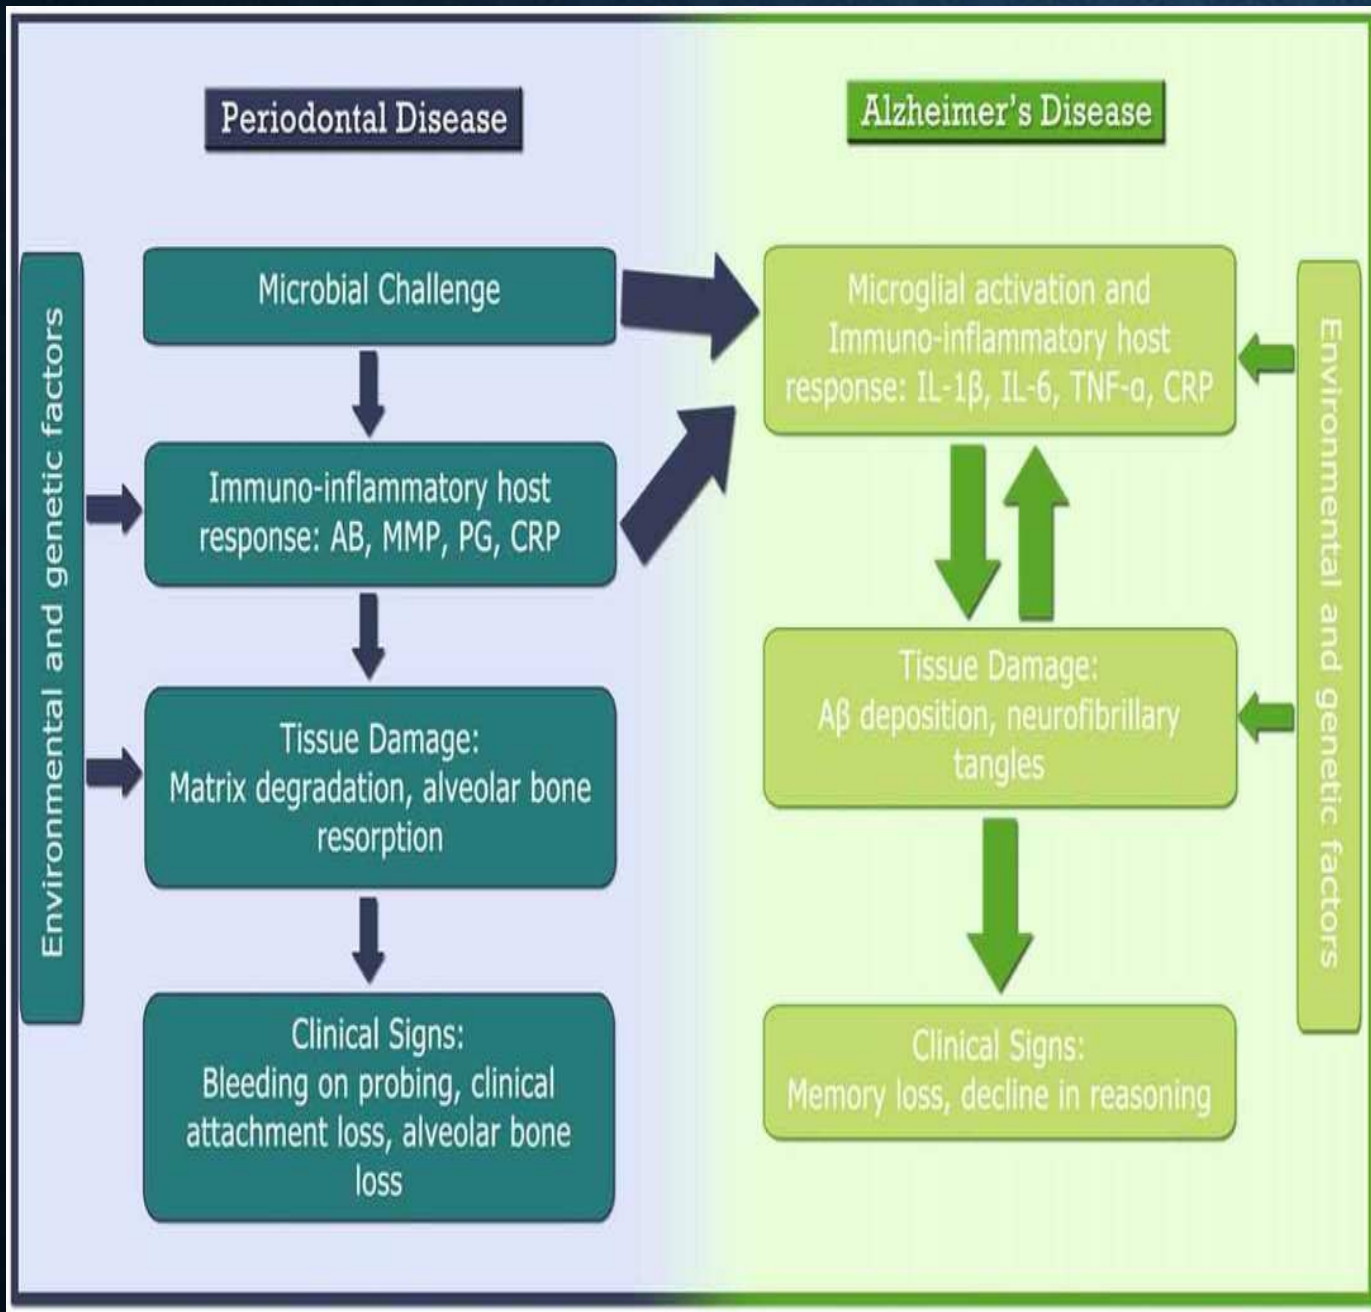 Periodontal Disease
Environmental and genetic factors
Microbial Challenge
Immuno-inflammatory host
response: AB, MMP, PG, CRP
Tissue Damage:
Matrix degradation, alveolar bone
resorption
Clinical Signs:
Bleeding on probing, clinical
attachment loss, alveolar bone
loss
Alzheimer's Disease
Microglial activation and
Immuno-inflammatory host
response: IL-1β, IL-6, TNF-α, CRP
Tissue Damage:
Aβ deposition, neurofibrillary
tangles
Clinical Signs:
Memory loss, decline in reasoning
Environmental and genetic factors